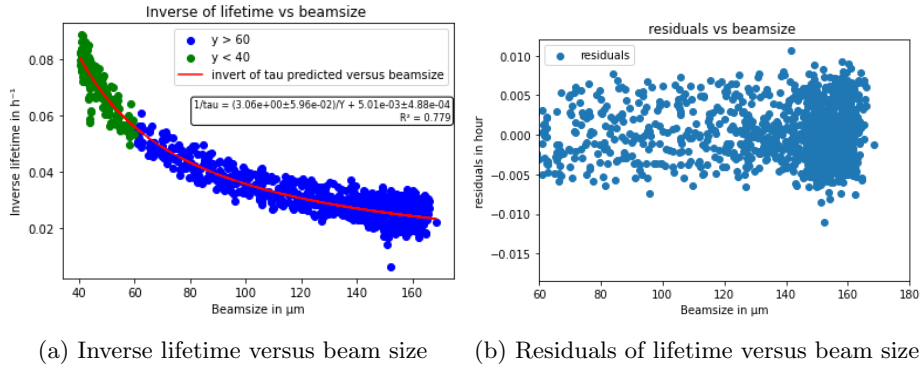 Inverse of lifetime vs beamsize
y > 60
y < 40
invert of tau predicted versus beamsize
1/tau = (3.06e+00±5.96e-02)/Y + 5.01e-03±4.88e-04
R² = 0.779
Inverse lifetime in h⁻¹
0.08
0.06
0.04
0.02
40
60
80
100
120
140
160
Beamsize in μm
(a) Inverse lifetime versus beam size
residuals vs beamsize
residuals
residuals in hour
0.010
0.005
0.000
−0.005
−0.010
−0.015
60
80
100
120
140
160
180
Beamsize in μm
(b) Residuals of lifetime versus beam size